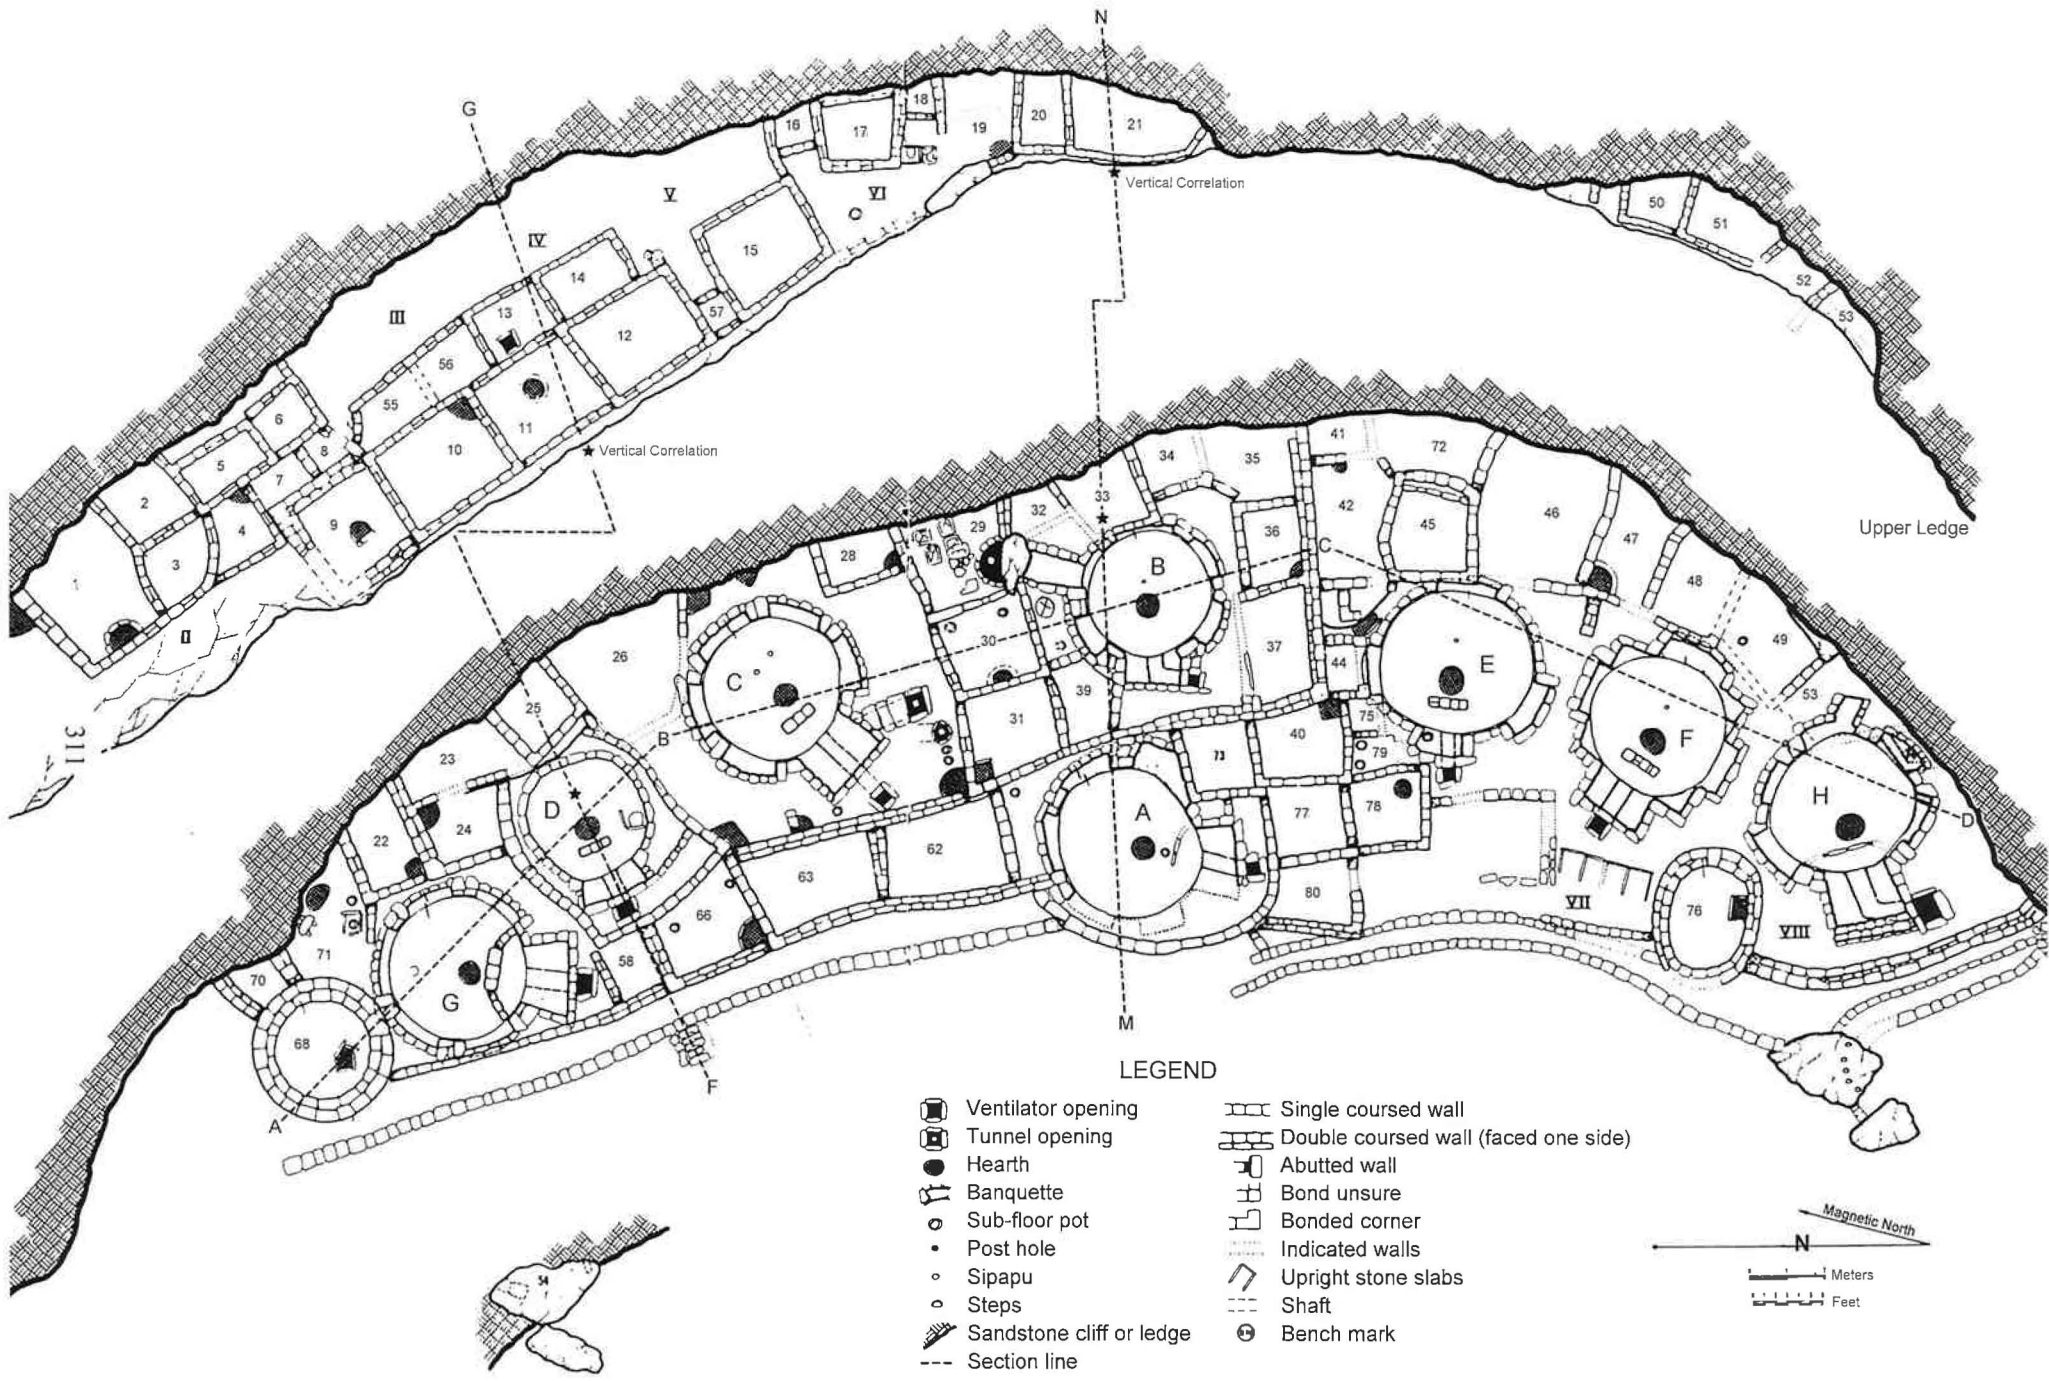 N
G
18
16
17
19
20
21
Vertical Correlation
V
VI
50
51
IV
15
52
14
53
III
13
57
12
56
6
55
11
5
8
10
Vertical Correlation
2
7
4
9
3
1
II
311
41
72
34
35
33
Upper Ledge
32
42
46
29
45
36
47
28
C
B
48
30
49
26
37
E
44
C
39
53
25
31
75
F
B
40
79
23
73
H
D
78
24
A
77
D
22
62
63
80
VII
76
66
VIII
71
58
70
G
68
M
F
A
LEGEND
Ventilator opening
Tunnel opening
Hearth
Banquette
Sub-floor pot
Post hole
Sipapu
Steps
Sandstone cliff or ledge
Section line
Single coursed wall
Double coursed wall (faced one side)
Abutted wall
Bond unsure
Bonded corner
Indicated walls
Upright stone slabs
Shaft
Bench mark
Magnetic North
N
Meters
Feet
54